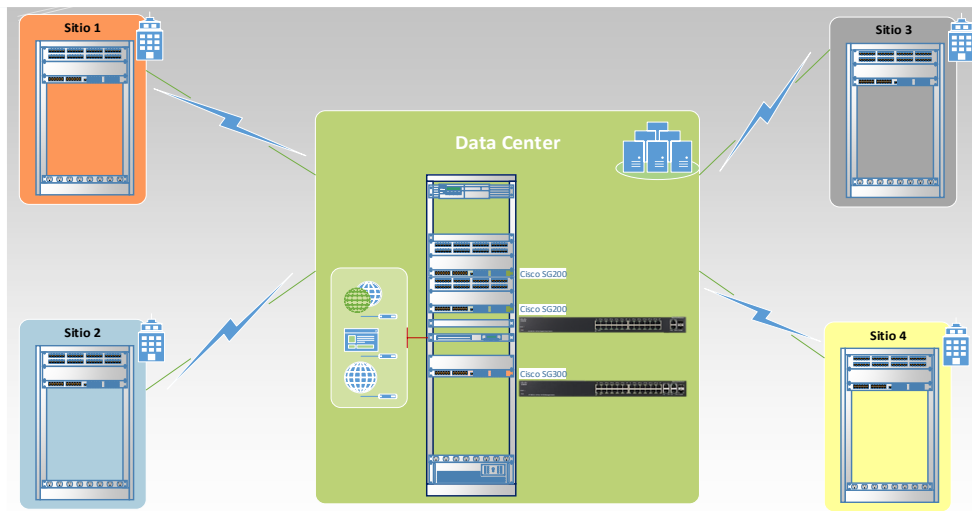 Sitio 1
Sitio 3
Data Center
Cisco SG200
Cisco SG200
Sitio 2
Sitio 4
Cisco SG300